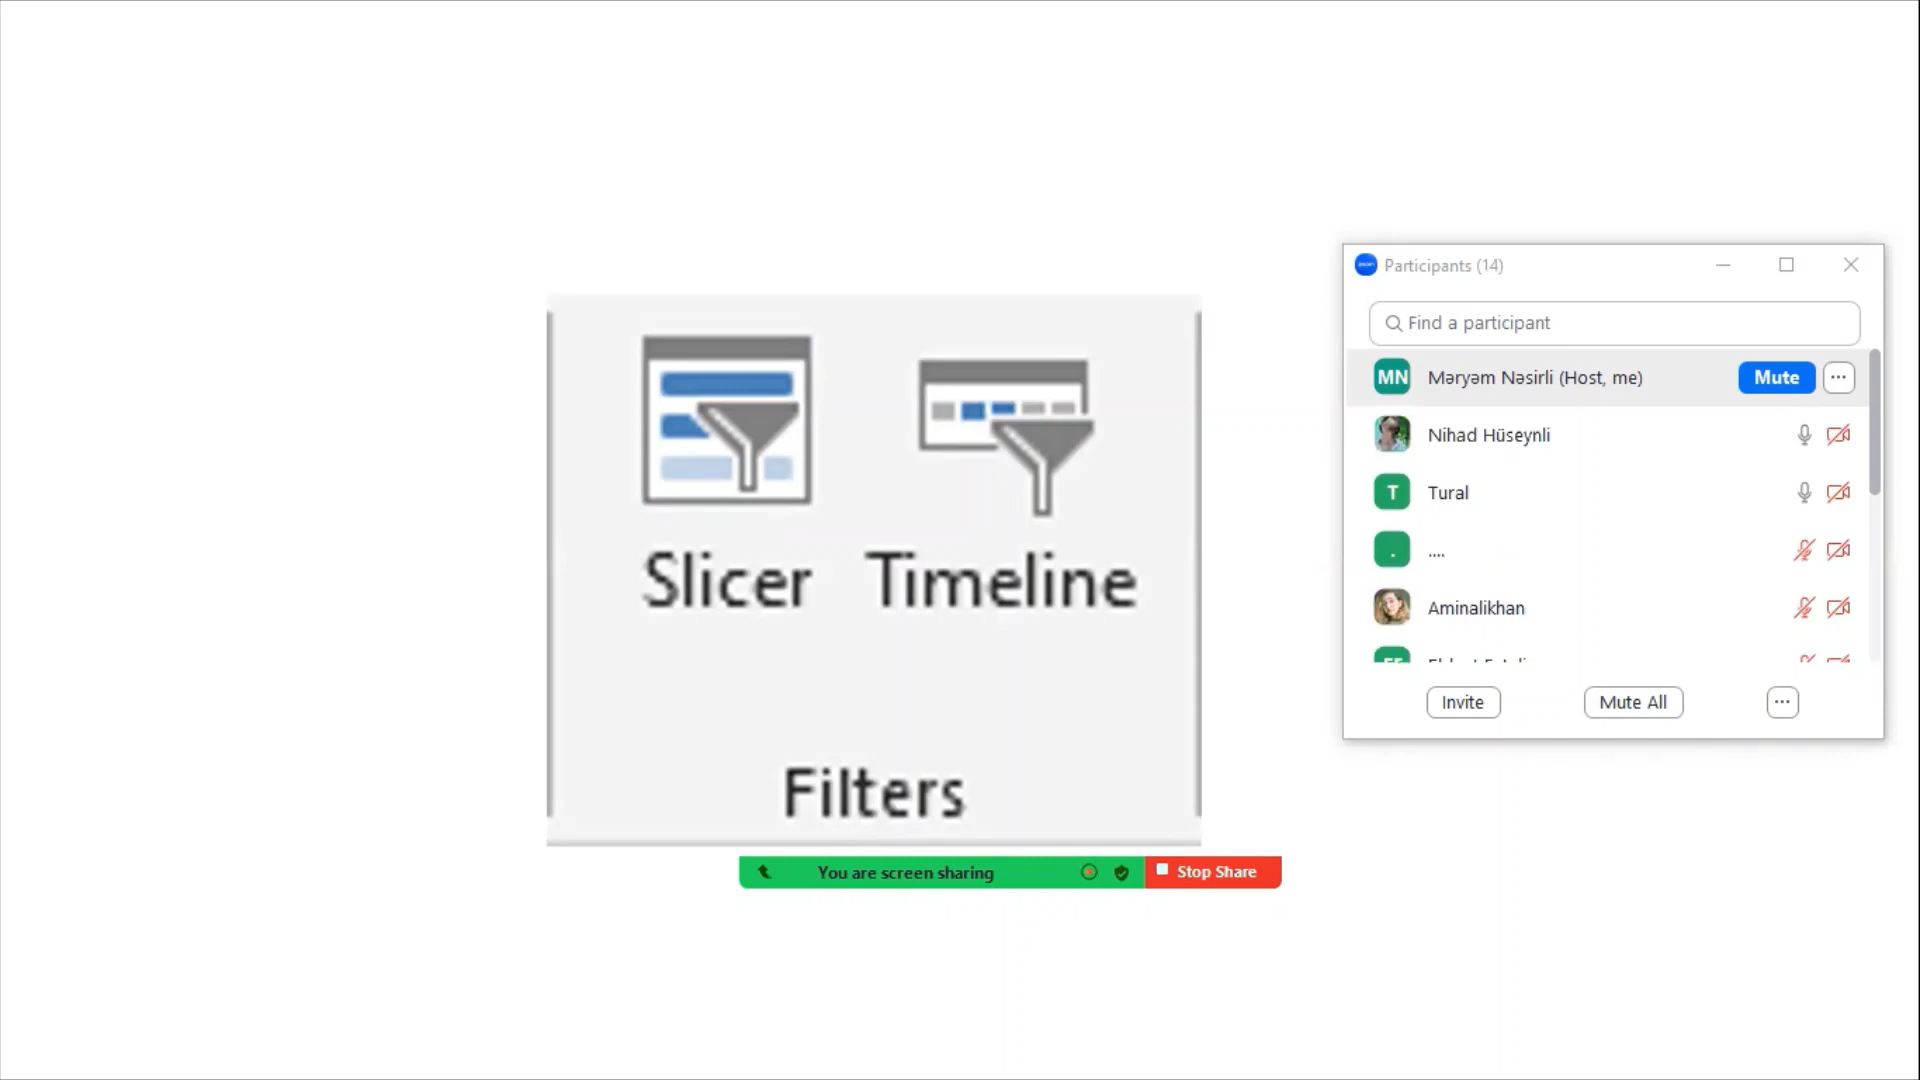 Slicer Timeline
Filters
You are screen sharing
Stop Share
Participants (14)
Find a participant
MN Məryəm Nəsirli (Host, me) Mute ...
Nihad Hüseynli
T Tural
. ....
Aminalikhan
Invite Mute All ...